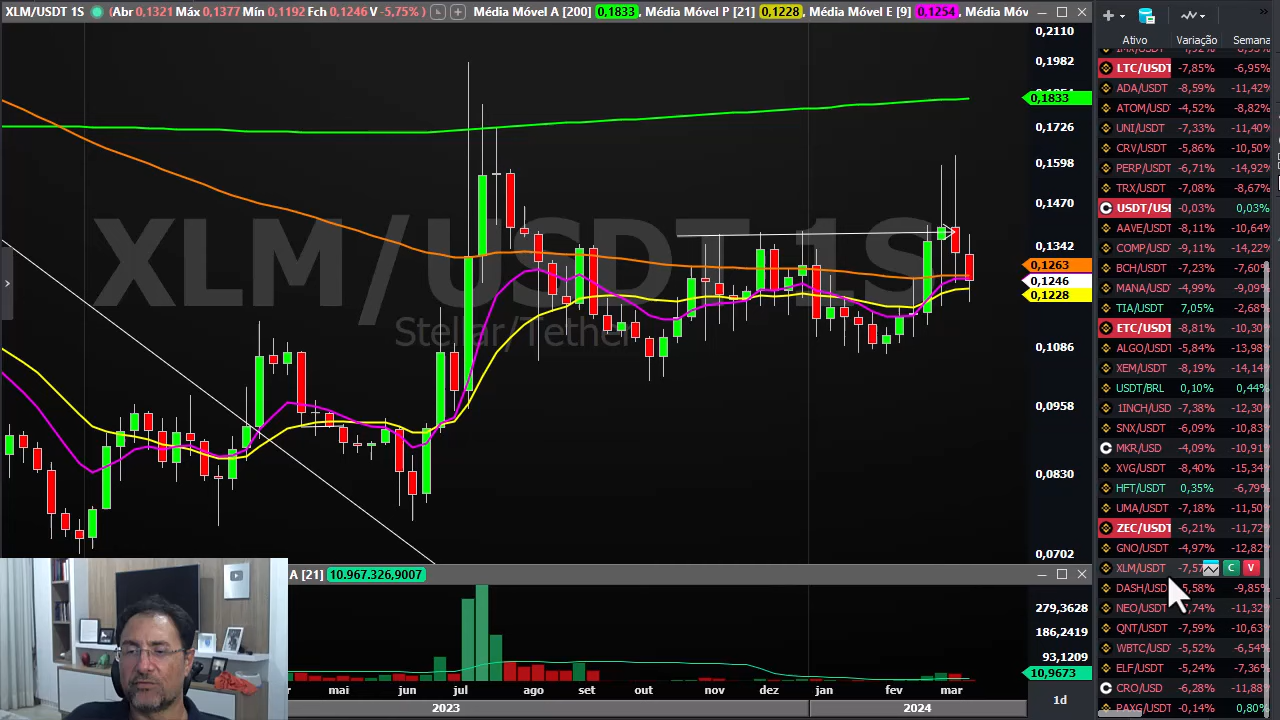 XLM/USDT 1S (Abr 0,1321 Máx 0,1377 Mín 0,1192 Fch 0,1246 V -5,75%) Média Móvel A [200] 0,1833, Média Móvel P [21] 0,1228, Média Móvel E [9] 0,1254, Média Mó
XLM/USDT 1S
Stellar/Tether
0,2110
0,1982
0,1833
0,1726
0,1598
0,1470
0,1342
0,1263
0,1246
0,1228
0,1086
0,0958
0,0830
0,0702
A [21] 10.967.326,9007
279,3628
186,2419
93,1209
10,9673
mai jun jul ago set out nov dez jan fev mar
2023 2024 1d
Ativo Variação Semana
LTC/USDT -7,85% -6,95%
ADA/USDT -8,59% -11,42%
ATOM/USDT -4,52% -8,82%
UNI/USDT -7,33% -11,40%
CRV/USDT -5,86% -10,50%
PERP/USDT -6,71% -14,92%
TRX/USDT -7,08% -8,67%
USDT/USD -0,03% 0,03%
AAVE/USDT -8,11% -10,64%
COMP/USDT -9,11% -14,22%
BCH/USDT -7,23% -7,60%
MANA/USDT -4,99% -9,09%
TIA/USDT 7,05% -2,68%
ETC/USDT -8,81% -10,30%
ALGO/USDT -5,84% -13,98%
XEM/USDT -8,19% -14,14%
USDT/BRL 0,10% 0,44%
1INCH/USD -7,38% -12,30%
SNX/USDT -6,09% -10,83%
MKR/USD -4,09% -10,91%
XVG/USDT -8,40% -15,34%
HFT/USDT 0,35% -6,79%
UMA/USDT -7,18% -11,50%
ZEC/USDT -6,21% -11,72%
GNO/USDT -4,97% -12,82%
XLM/USDT -7,57 C V
DASH/USD 5,58% -9,85%
NEO/USDT 7,74% -11,32%
QNT/USDT -7,59% -10,63%
WBTC/USDT -5,52% -6,54%
ELF/USDT -5,24% -7,36%
CRO/USD -6,28% -11,88%
PAXG/USDT -0,14% 0,80%